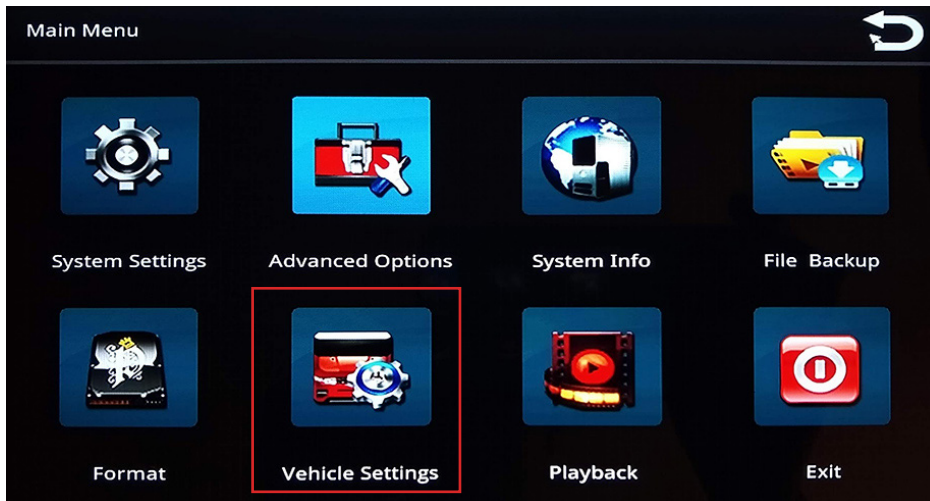 Main Menu
System Settings
Advanced Options
System Info
File Backup
Format
Vehicle Settings
Playback
Exit